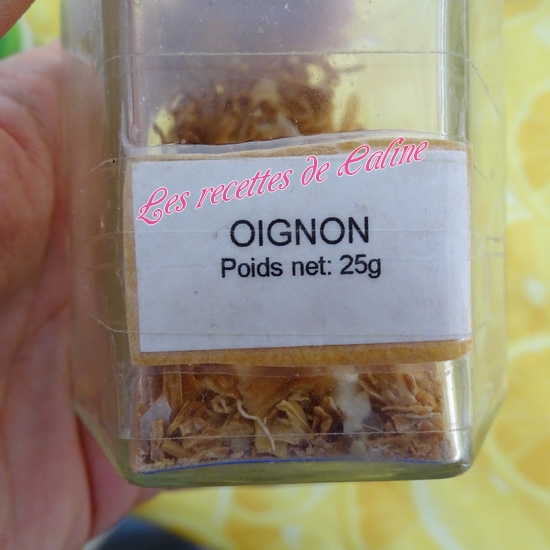 Les recettes de Caline
OIGNON
Poids net: 25g